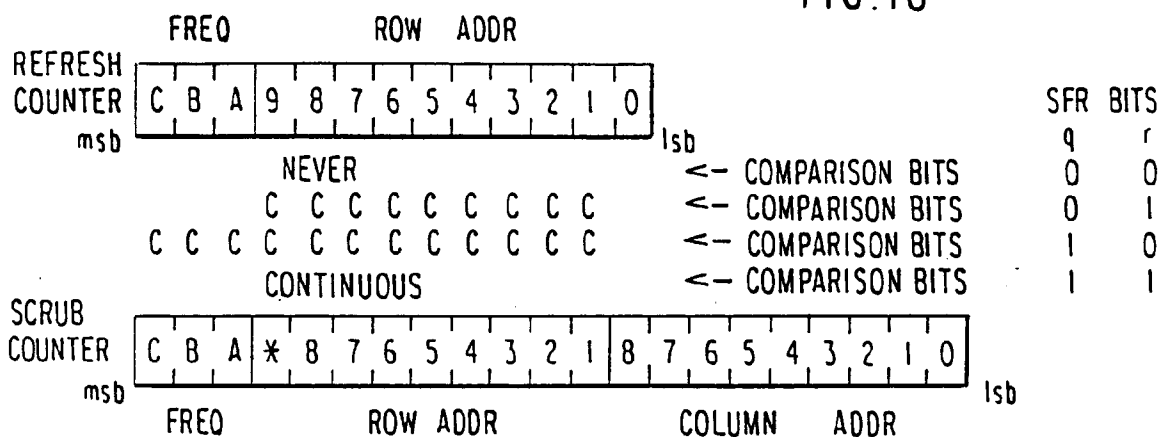 FREQ ROW ADDR
REFRESH
COUNTER C B A 9 8 7 6 5 4 3 2 1 0 SFR BITS
msb lsb q r
NEVER <- COMPARISON BITS 0 0
C C C C C C C C C <- COMPARISON BITS 0 1
C C C C C C C C C C C C <- COMPARISON BITS 1 0
CONTINUOUS <- COMPARISON BITS 1 1
SCRUB
COUNTER C B A * 8 7 6 5 4 3 2 1 8 7 6 5 4 3 2 1 0
msb lsb
FREQ ROW ADDR COLUMN ADDR